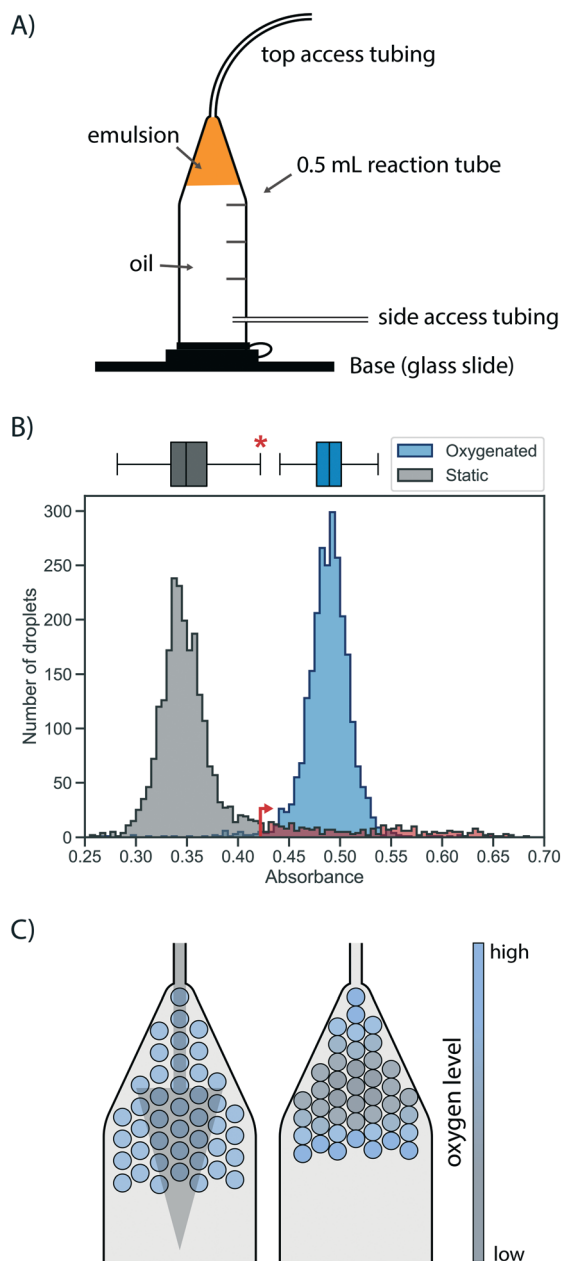 A)
top access tubing
emulsion
0.5 mL reaction tube
oil
side access tubing
Base (glass slide)
B)
*
Oxygenated
Static
Number of droplets
300
250
200
150
100
50
0
0.25 0.35 0.30 0.40 0.45 0.50 0.55 0.60 0.65 0.70
Absorbance
C)
high
oxygen level
low